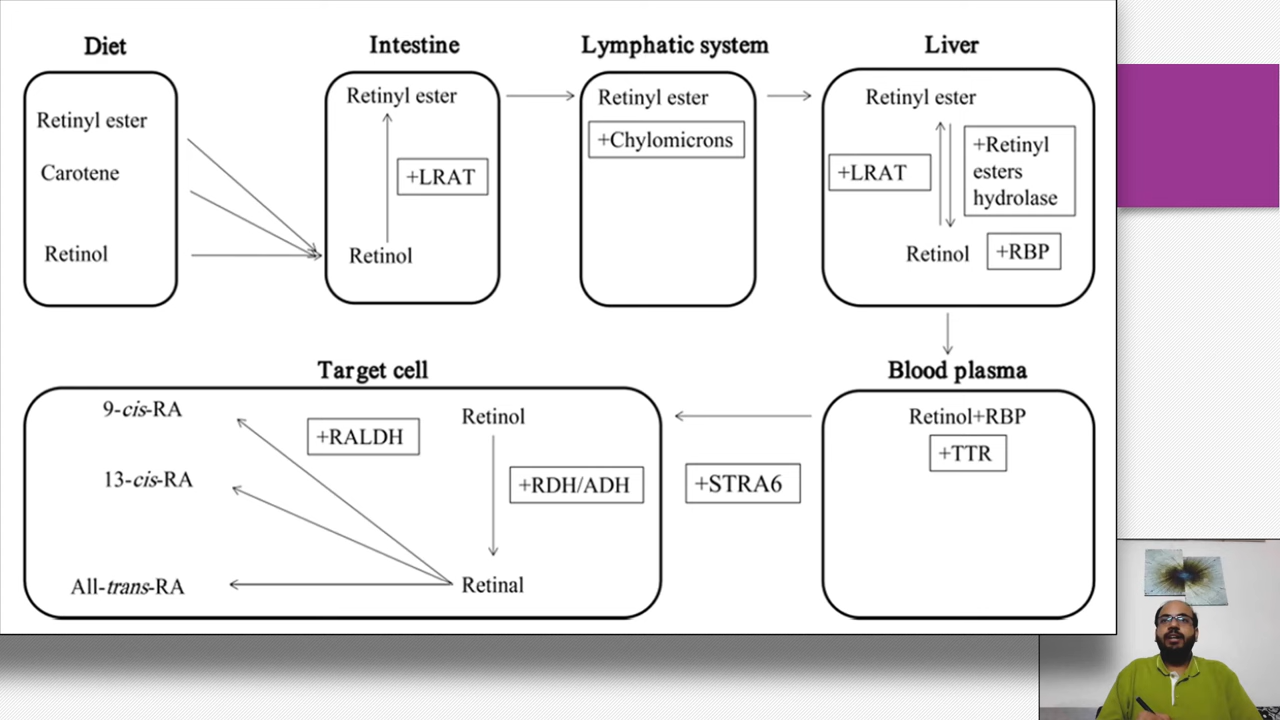 Diet
Retinyl ester
Carotene
Retinol
Intestine
Retinyl ester
+LRAT
Retinol
Lymphatic system
Retinyl ester
+Chylomicrons
Liver
Retinyl ester
+LRAT
+Retinyl
esters
hydrolase
Retinol
+RBP
Target cell
9-cis-RA
13-cis-RA
All-trans-RA
+RALDH
Retinol
+RDH/ADH
Retinal
+STRA6
Blood plasma
Retinol+RBP
+TTR